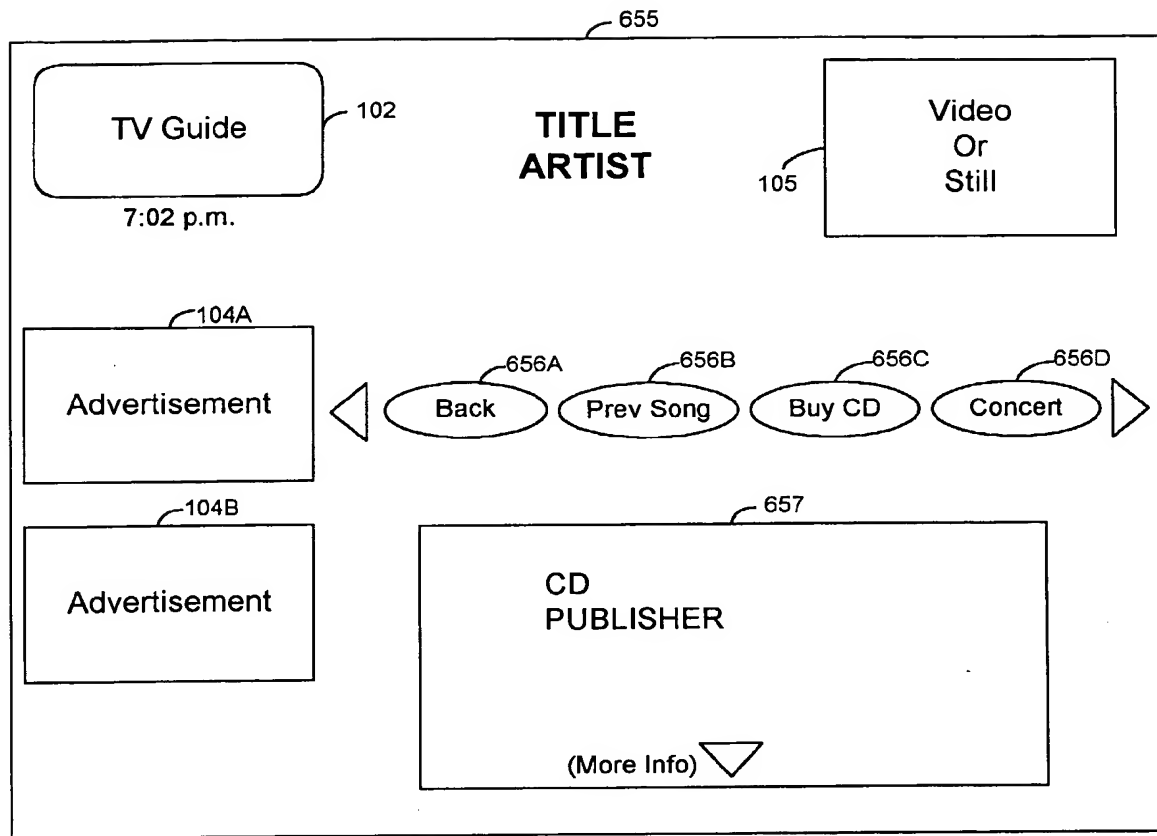 655
TV Guide
102
7:02 p.m.
TITLE
ARTIST
105
Video
Or
Still
104A
Advertisement
656A
656B
656C
656D
Back
Prev Song
Buy CD
Concert
104B
Advertisement
657
CD
PUBLISHER
(More Info)